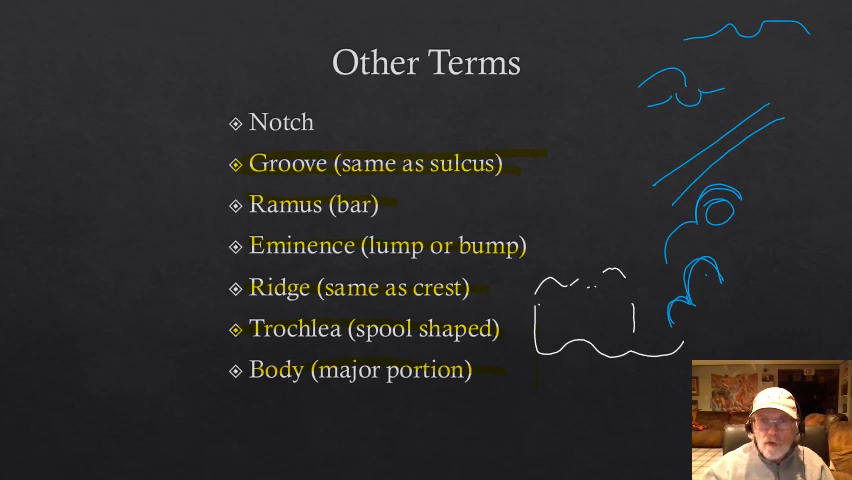 Other Terms
Notch
Groove (same as sulcus)
Ramus (bar)
Eminence (lump or bump)
Ridge (same as crest)
Trochlea (spool shaped)
Body (major portion)